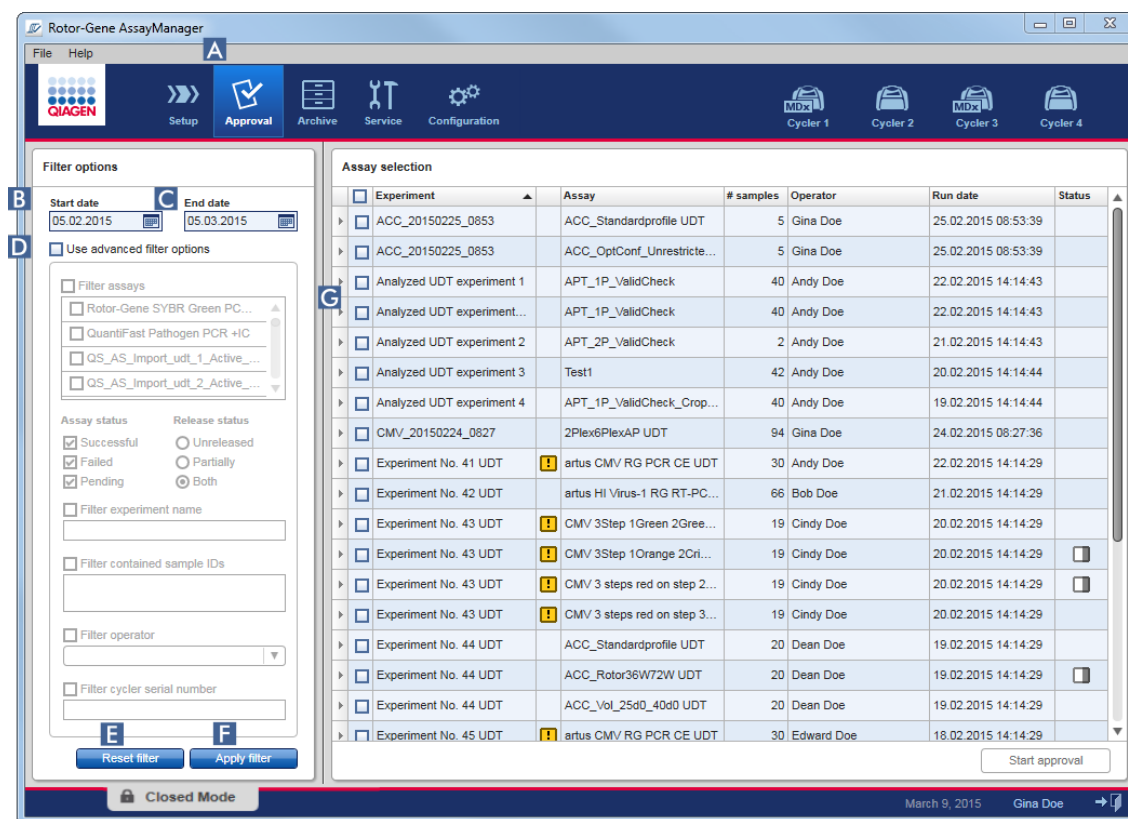 Rotor-Gene AssayManager
A
File Help
QIAGEN
Setup Approval Archive Service Configuration
MDx MDx
Cycler 1 Cycler 2 Cycler 3 Cycler 4
Filter options
B Start date C End date
05.02.2015 05.03.2015
D Use advanced filter options
Filter assays
Rotor-Gene SYBR Green PC...
QuantiFast Pathogen PCR +IC
QS_AS_Import_udt_1_Active_...
QS_AS_Import_udt_2_Active_...
Assay status Release status
Successful Unreleased
Failed Partially
Pending Both
Filter experiment name
Filter contained sample IDs
Filter operator
Filter cycler serial number
E F
Reset filter Apply filter
Assay selection
Experiment Assay # samples Operator Run date Status
ACC_20150225_0853 ACC_Standardprofile UDT 5 Gina Doe 25.02.2015 08:53:39
ACC_20150225_0853 ACC_OptConf_Unrestricte... 5 Gina Doe 25.02.2015 08:53:39
Analyzed UDT experiment 1 APT_1P_ValidCheck 40 Andy Doe 22.02.2015 14:14:43
G
Analyzed UDT experiment... APT_1P_ValidCheck 40 Andy Doe 22.02.2015 14:14:43
Analyzed UDT experiment 2 APT_2P_ValidCheck 2 Andy Doe 21.02.2015 14:14:43
Analyzed UDT experiment 3 Test1 42 Andy Doe 20.02.2015 14:14:44
Analyzed UDT experiment 4 APT_1P_ValidCheck_Crop... 40 Andy Doe 19.02.2015 14:14:44
CMV_20150224_0827 2Plex6PlexAP UDT 94 Gina Doe 24.02.2015 08:27:36
Experiment No. 41 UDT ! artus CMV RG PCR CE UDT 30 Andy Doe 22.02.2015 14:14:29
Experiment No. 42 UDT artus HI Virus-1 RG RT-PC... 66 Bob Doe 21.02.2015 14:14:29
Experiment No. 43 UDT ! CMV 3Step 1Green 2Gree... 19 Cindy Doe 20.02.2015 14:14:29
Experiment No. 43 UDT ! CMV 3Step 1Orange 2Cri... 19 Cindy Doe 20.02.2015 14:14:29
Experiment No. 43 UDT ! CMV 3 steps red on step 2... 19 Cindy Doe 20.02.2015 14:14:29
Experiment No. 43 UDT ! CMV 3 steps red on step 3... 19 Cindy Doe 20.02.2015 14:14:29
Experiment No. 44 UDT ACC_Standardprofile UDT 20 Dean Doe 19.02.2015 14:14:29
Experiment No. 44 UDT ACC_Rotor36W72W UDT 20 Dean Doe 19.02.2015 14:14:29
Experiment No. 44 UDT ACC_Vol_25d0_40d0 UDT 20 Dean Doe 19.02.2015 14:14:29
Experiment No. 45 UDT ! artus CMV RG PCR CE UDT 30 Edward Doe 18.02.2015 14:14:29
Start approval
Closed Mode
March 9, 2015 Gina Doe